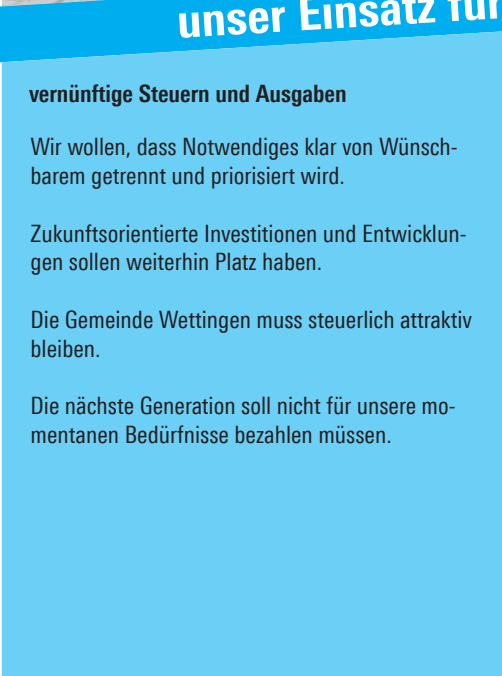 unser Einsatz für
vernünftige Steuern und Ausgaben
Wir wollen, dass Notwendiges klar von Wünsch-
barem getrennt und priorisiert wird.
Zukunftsorientierte Investitionen und Entwicklun-
gen sollen weiterhin Platz haben.
Die Gemeinde Wettingen muss steuerlich attraktiv
bleiben.
Die nächste Generation soll nicht für unsere mo-
mentanen Bedürfnisse bezahlen müssen.